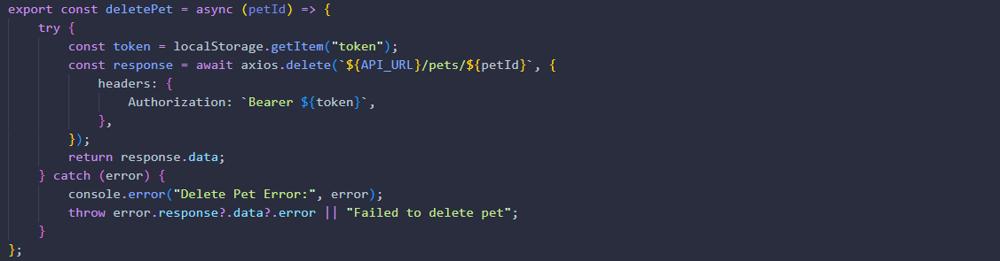 export const deletePet = async (petId) => {
    try {
        const token = localStorage.getItem("token");
        const response = await axios.delete(`${API_URL}/pets/${petId}`, {
            headers: {
                Authorization: `Bearer ${token}`,
            },
        });
        return response.data;
    } catch (error) {
        console.error("Delete Pet Error:", error);
        throw error.response?.data?.error || "Failed to delete pet";
    }
};